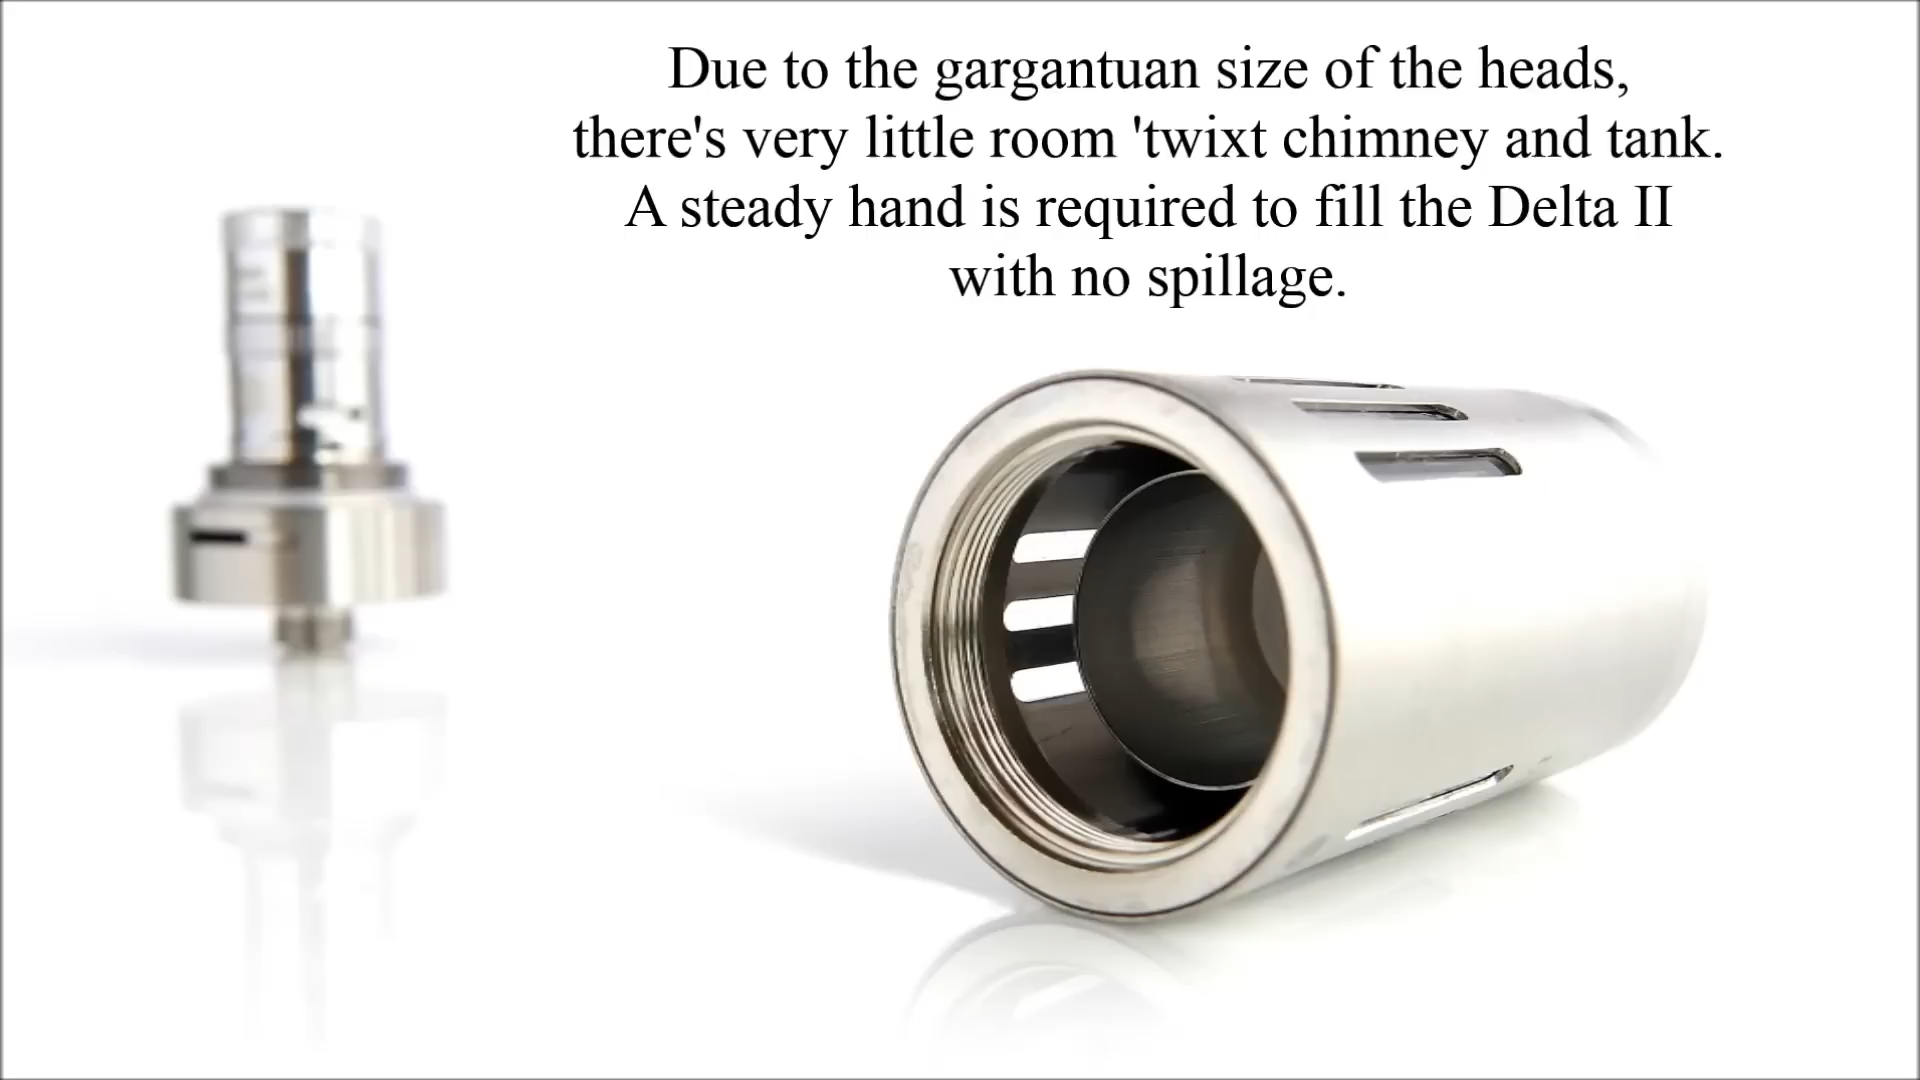 Due to the gargantuan size of the heads,
there's very little room 'twixt chimney and tank.
A steady hand is required to fill the Delta II
with no spillage.